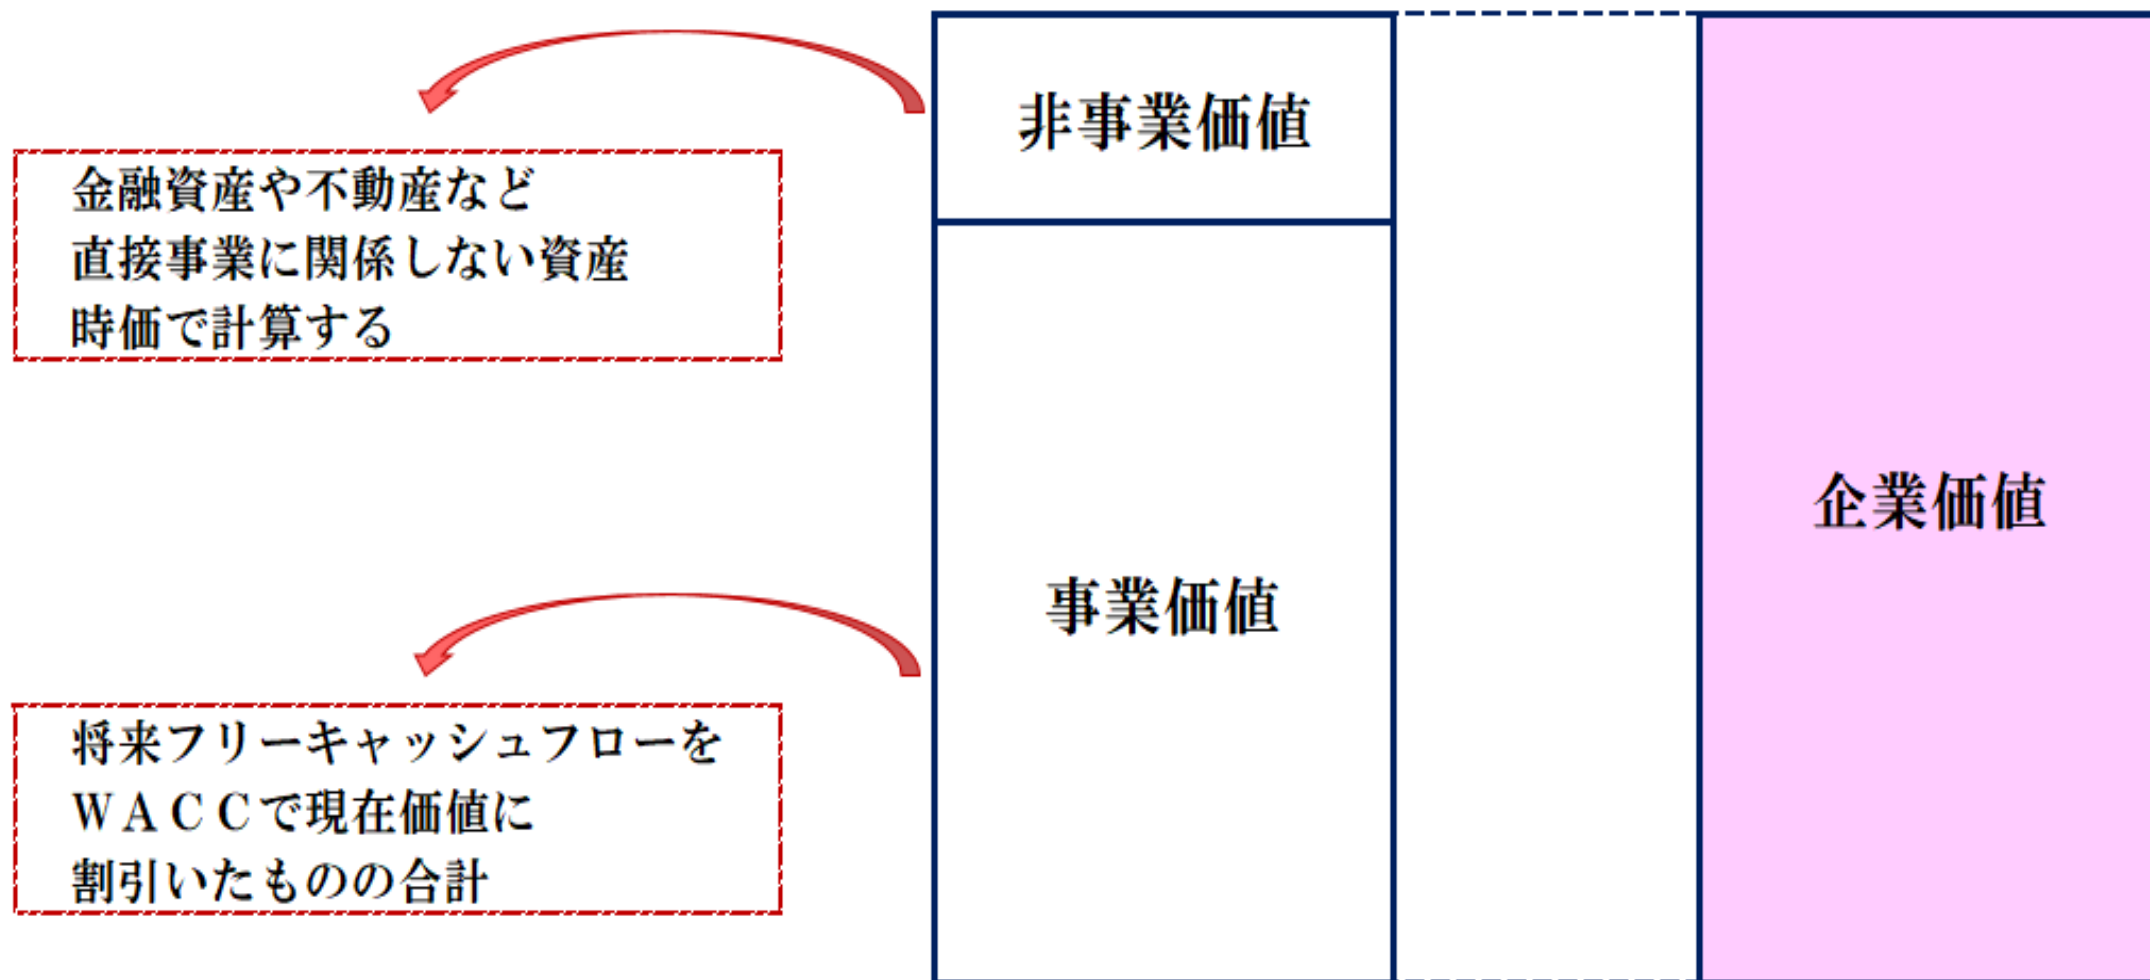 非事業価値
金融資産や不動産など
直接事業に関係しない資産
時価で計算する
企業価値
事業価値
将来フリーキャッシュフローを
ＷＡＣＣで現在価値に
割引いたものの合計